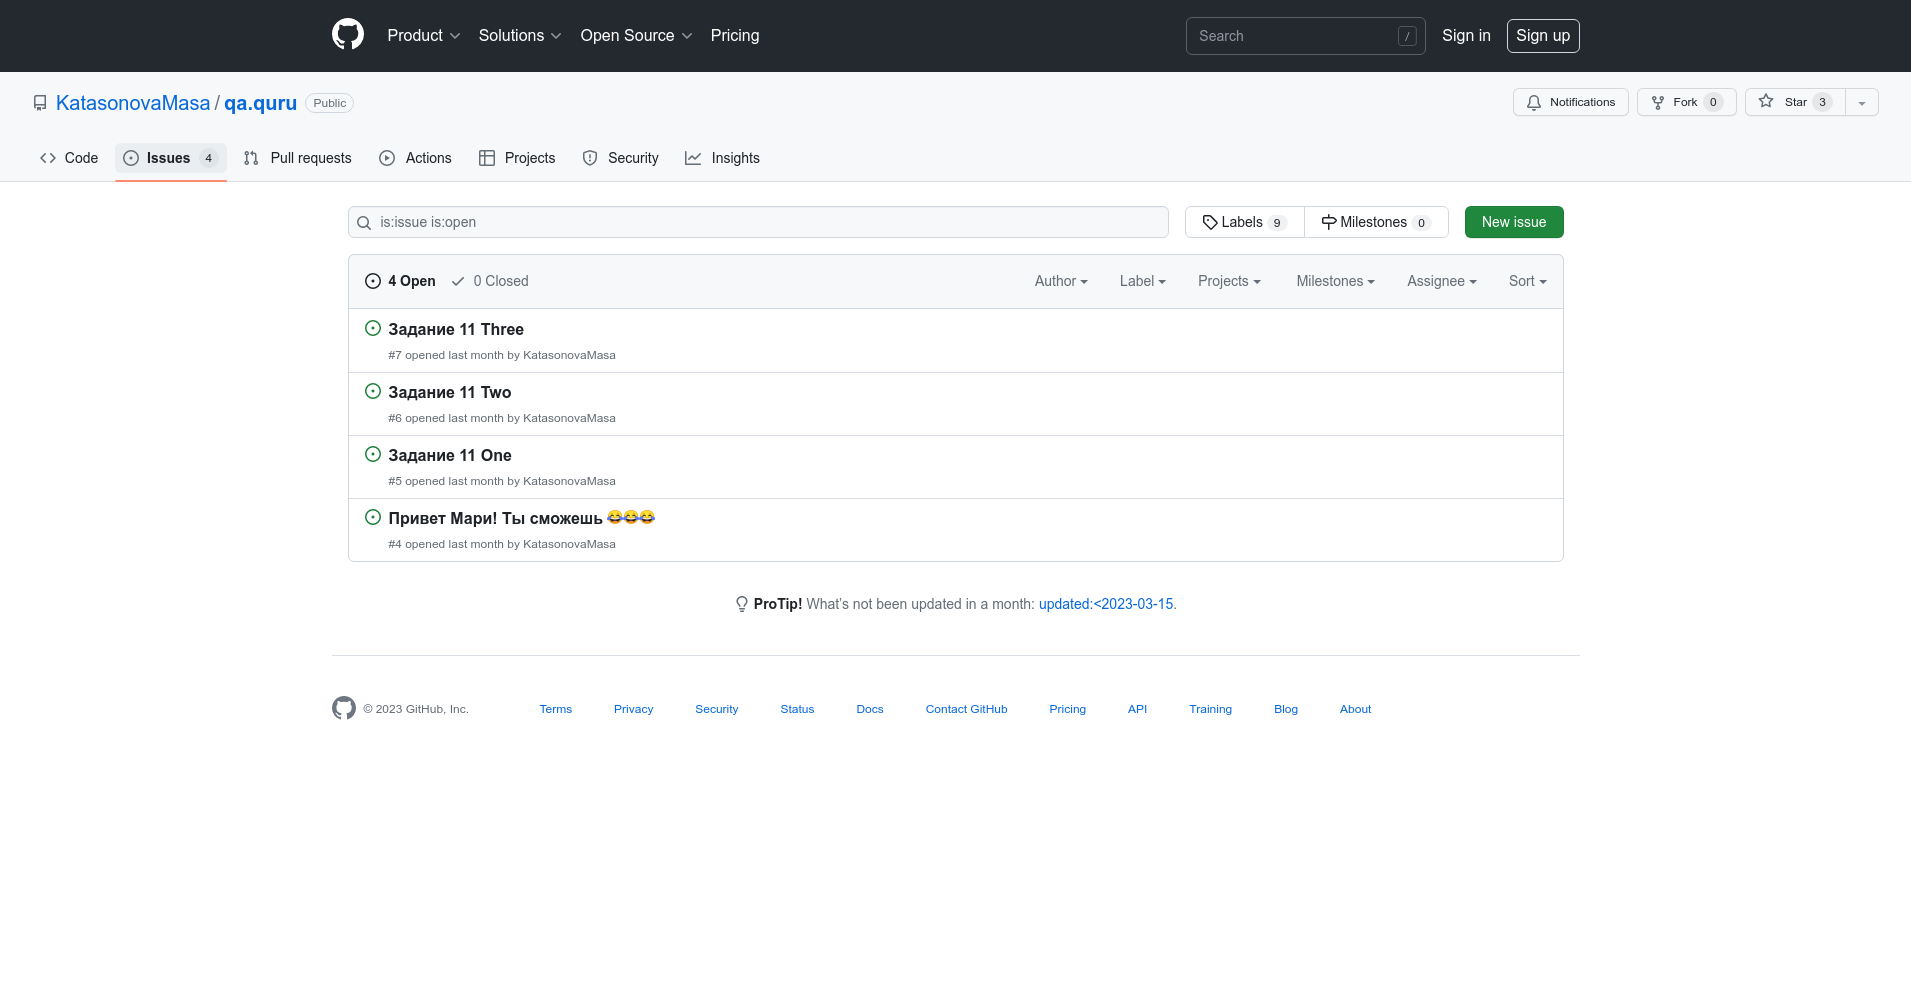 Product Solutions Open Source Pricing Search / Sign in Sign up
KatasonovaMasa / qa.quru Public Notifications Fork 0 Star 3
Code Issues 4 Pull requests Actions Projects Security Insights
is:issue is:open Labels 9 Milestones 0 New issue
4 Open 0 Closed Author Label Projects Milestones Assignee Sort
Задание 11 Three
#7 opened last month by KatasonovaMasa
Задание 11 Two
#6 opened last month by KatasonovaMasa
Задание 11 One
#5 opened last month by KatasonovaMasa
Привет Мари! Ты сможешь 😂😂😂
#4 opened last month by KatasonovaMasa
ProTip! What's not been updated in a month: updated:<2023-03-15.
© 2023 GitHub, Inc. Terms Privacy Security Status Docs Contact GitHub Pricing API Training Blog About